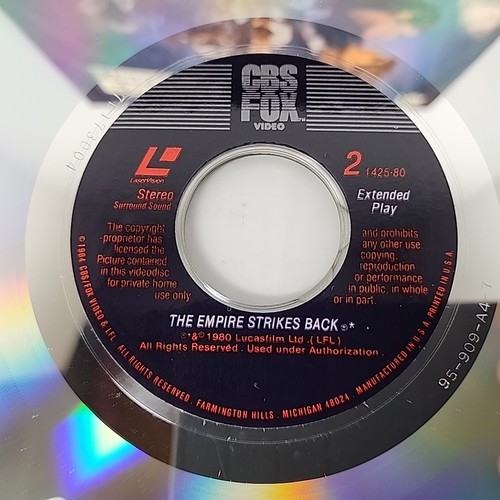 CBS
FOX
VIDEO
LaserVision
Stereo
Surround Sound
2 1425-80
Extended
Play
The copyright
proprietor has
licensed the
Picture contained
in this videodisc
for private home
use only
and prohibits
any other use,
copying,
reproduction
or performance
in public, in whole
or in part.
THE EMPIRE STRIKES BACK ®*
®*&© 1980 Lucasfilm Ltd. (LFL)
All Rights Reserved. Used under Authorization.
©1984 CBS/FOX VIDEO & LFL. ALL RIGHTS RESERVED. FARMINGTON HILLS. MICHIGAN 48024. MANUFACTURED IN U.S.A. PRINTED IN U.S.A.
95-909-A4